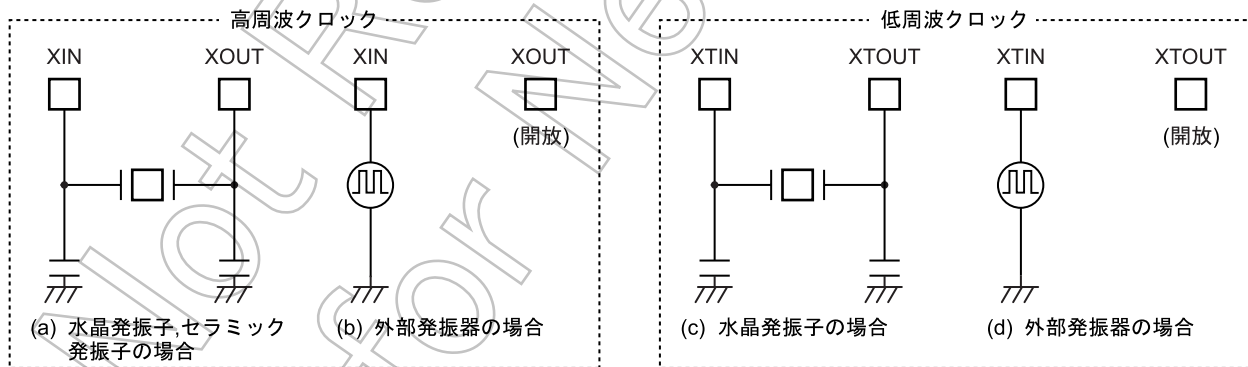 高周波クロック
XIN
XOUT
XIN
XOUT
(開放)
(a) 水晶発振子,セラミック
発振子の場合
(b) 外部発振器の場合
低周波クロック
XTIN
XTOUT
XTIN
XTOUT
(開放)
(c) 水晶発振子の場合
(d) 外部発振器の場合
Not R
for Ne